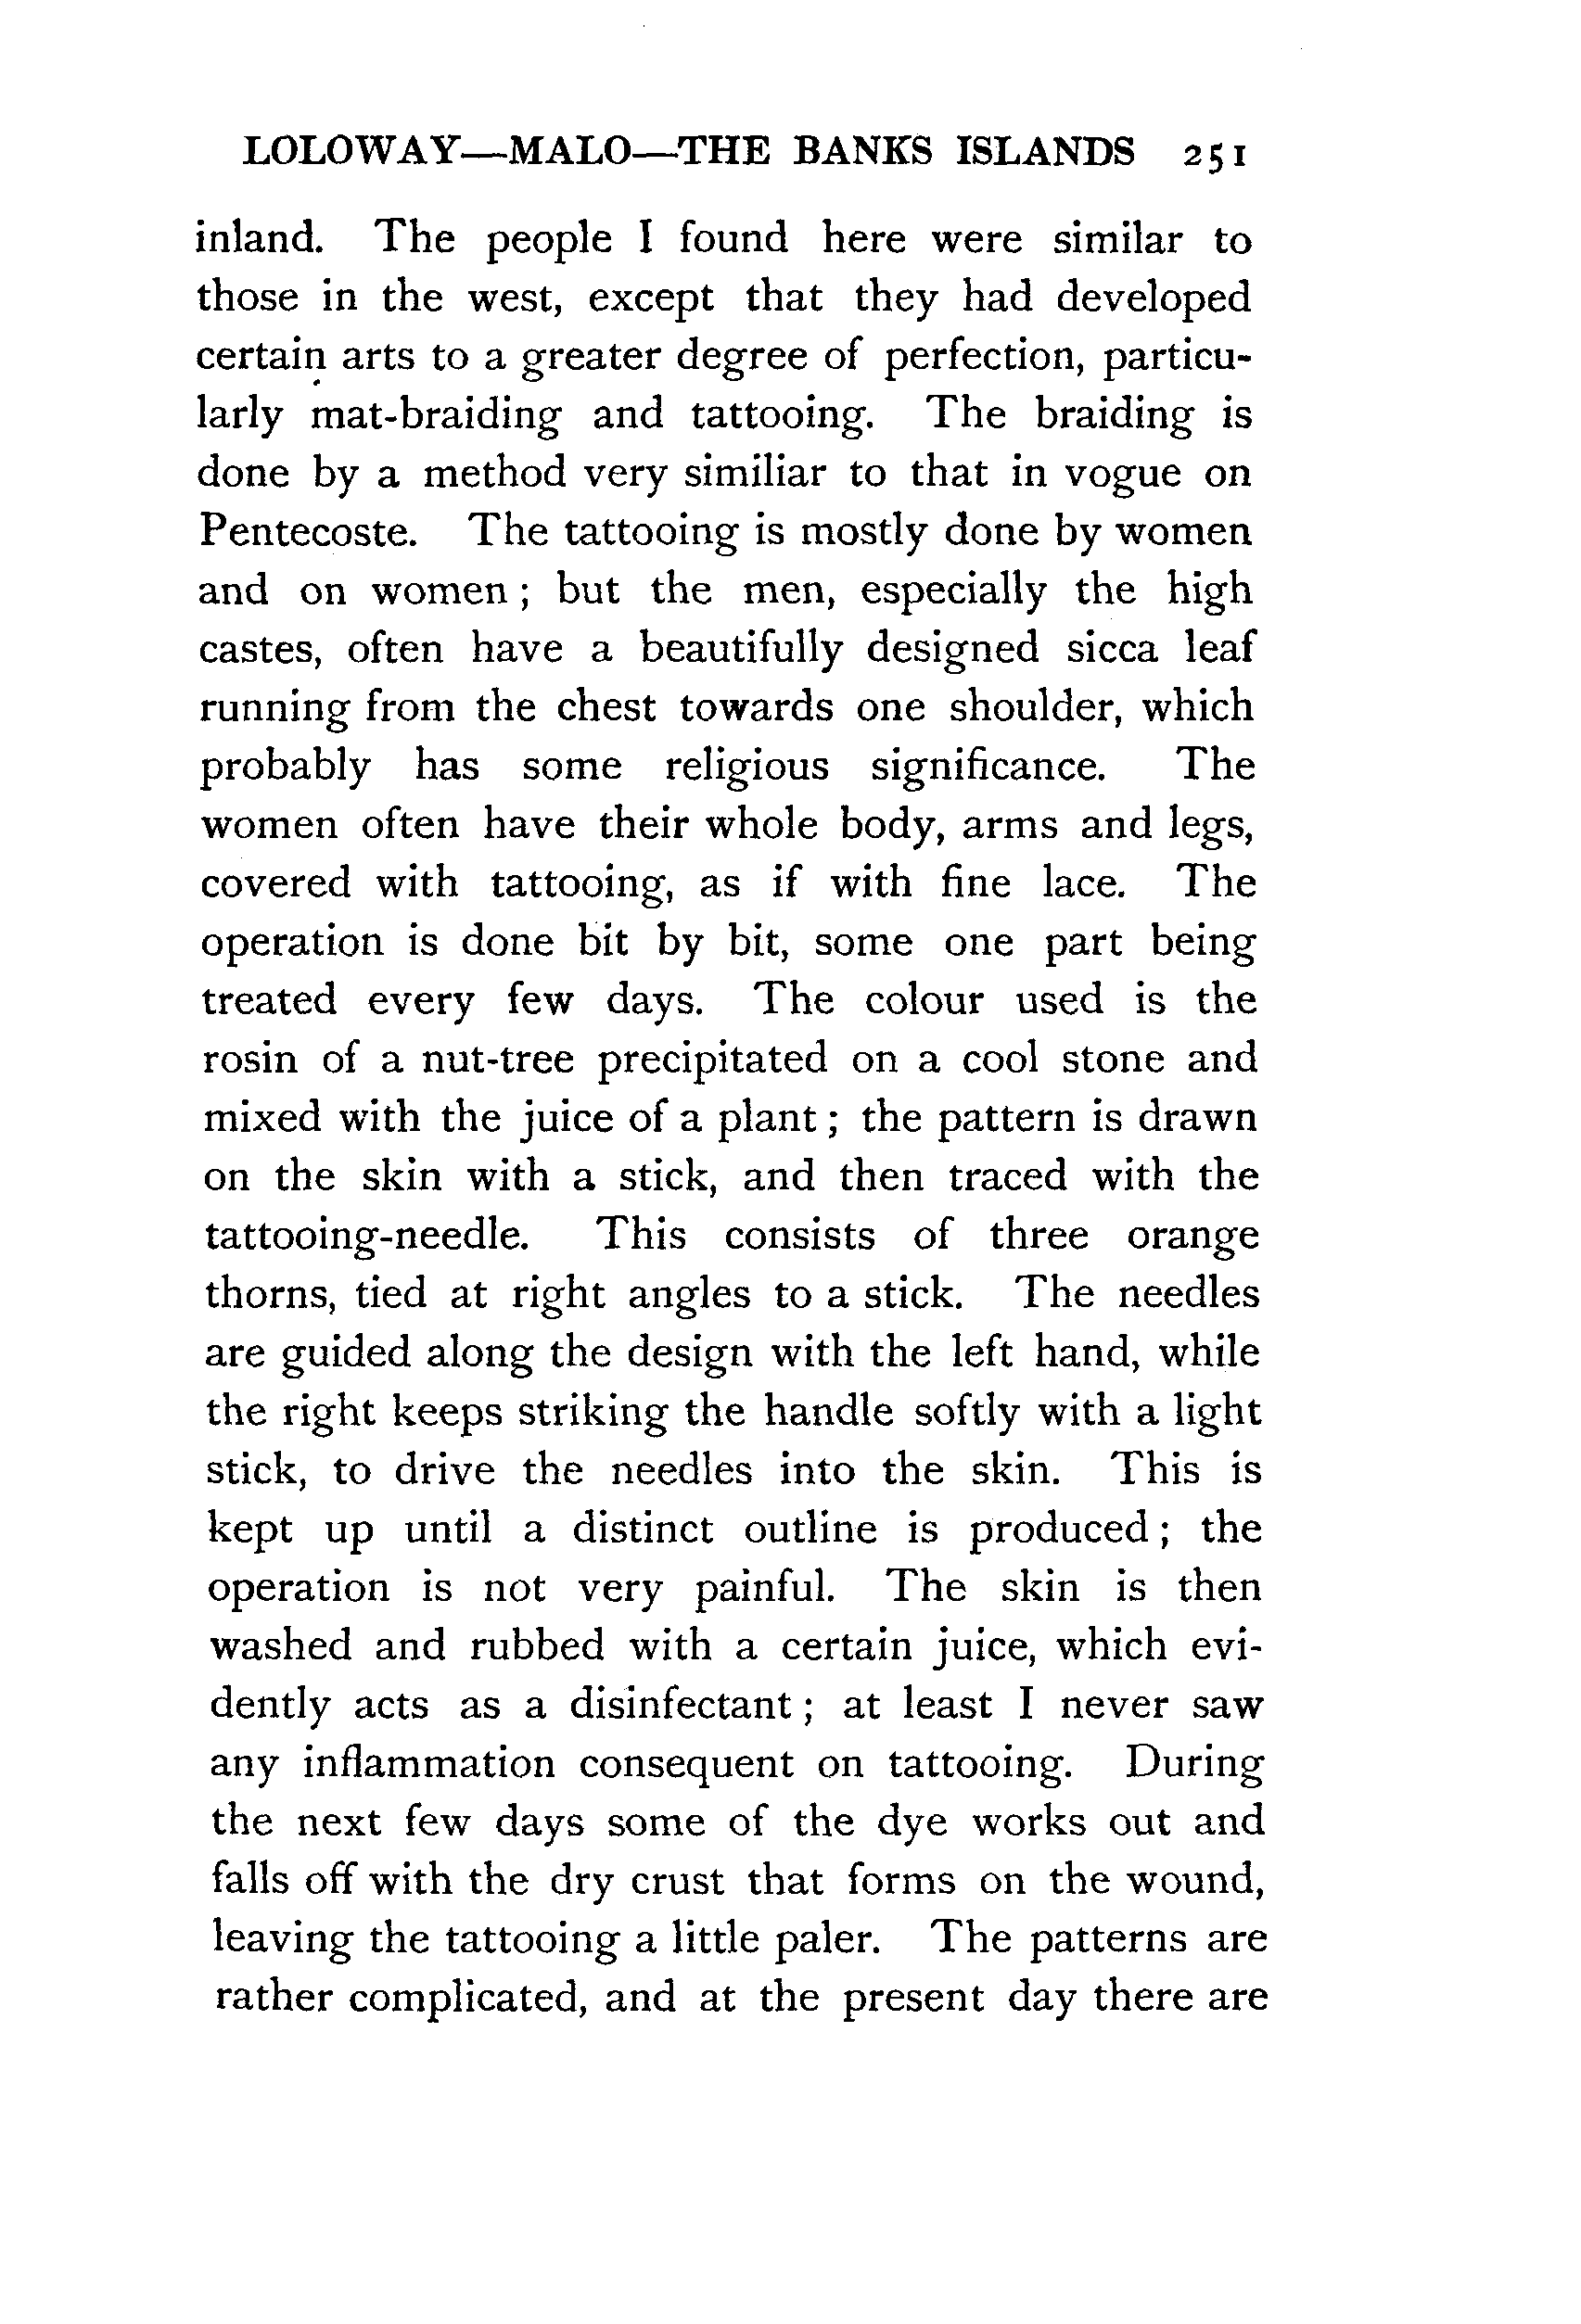 LOLOWAY—MALO—THE BANKS ISLANDS 251
inland. The people I found here were similar to
those in the west, except that they had developed
certain arts to a greater degree of perfection, particu-
larly mat-braiding and tattooing. The braiding is
done by a method very similiar to that in vogue on
Pentecoste. The tattooing is mostly done by women
and on women ; but the men, especially the high
castes, often have a beautifully designed sicca leaf
running from the chest towards one shoulder, which
probably has some religious significance. The
women often have their whole body, arms and legs,
covered with tattooing, as if with fine lace. The
operation is done bit by bit, some one part being
treated every few days. The colour used is the
rosin of a nut-tree precipitated on a cool stone and
mixed with the juice of a plant ; the pattern is drawn
on the skin with a stick, and then traced with the
tattooing-needle. This consists of three orange
thorns, tied at right angles to a stick. The needles
are guided along the design with the left hand, while
the right keeps striking the handle softly with a light
stick, to drive the needles into the skin. This is
kept up until a distinct outline is produced ; the
operation is not very painful. The skin is then
washed and rubbed with a certain juice, which evi-
dently acts as a disinfectant ; at least I never saw
any inflammation consequent on tattooing. During
the next few days some of the dye works out and
falls off with the dry crust that forms on the wound,
leaving the tattooing a little paler. The patterns are
rather complicated, and at the present day there are